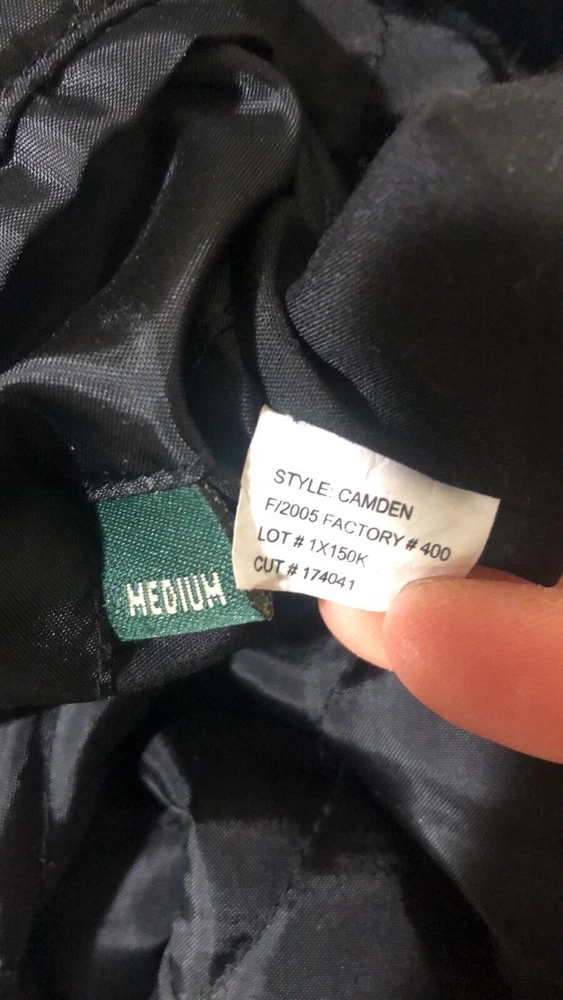 STYLE: CAMDEN
F/2005 FACTORY # 400
LOT # 1X150K
CUT # 174041
MEDIUM